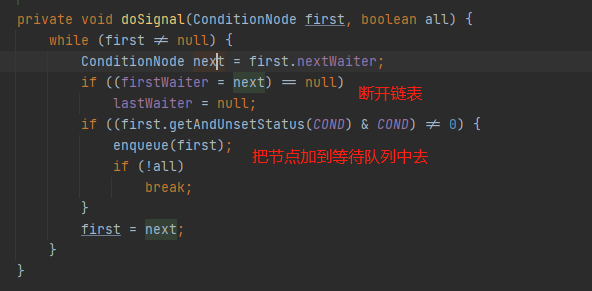 private void doSignal(ConditionNode first, boolean all) {
while (first ≠ null) {
ConditionNode next = first.nextWaiter;
if ((firstWaiter = next) == null)
断开链表
lastWaiter = null;
if ((first.getAndUnsetStatus(COND) & COND) ≠ 0) {
enqueue(first);
把节点加到等待队列中去
if (!all)
break;
}
first = next;
}
}